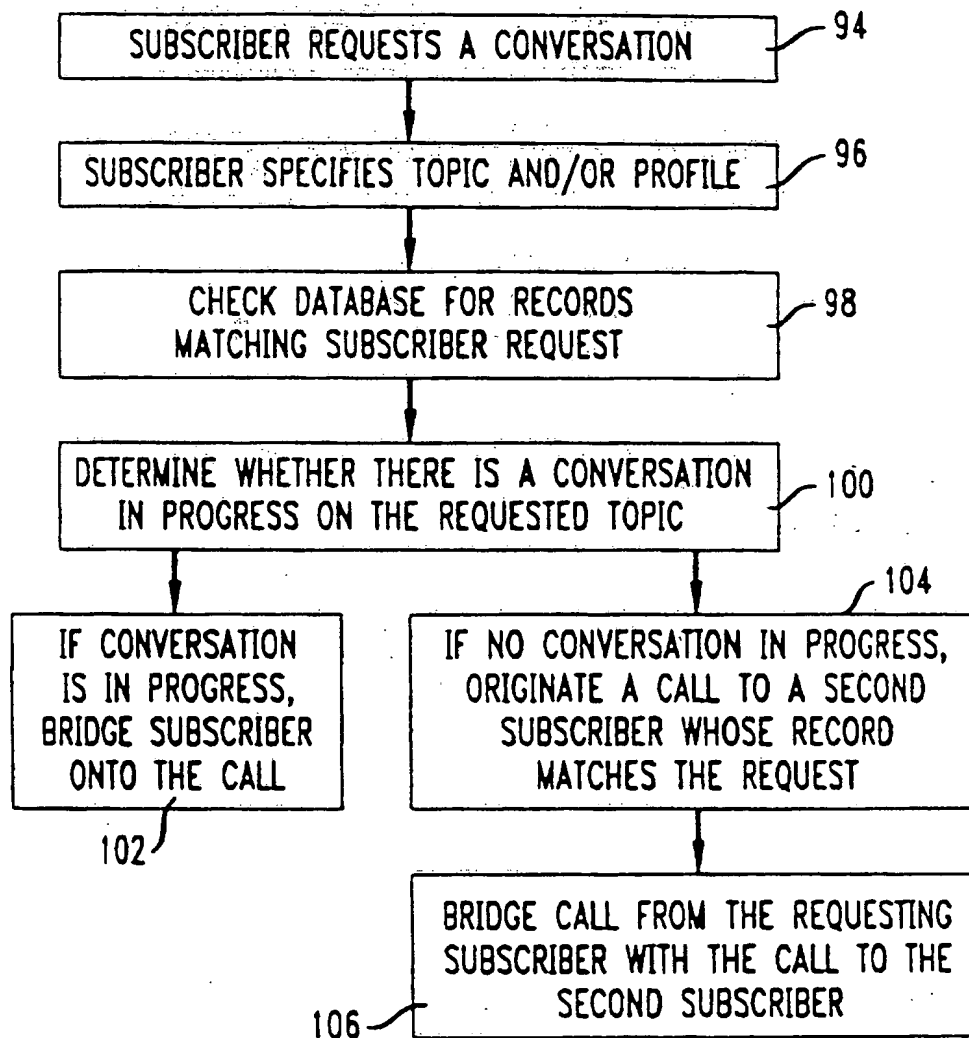 SUBSCRIBER REQUESTS A CONVERSATION
94
SUBSCRIBER SPECIFIES TOPIC AND/OR PROFILE
96
CHECK DATABASE FOR RECORDS
MATCHING SUBSCRIBER REQUEST
98
DETERMINE WHETHER THERE IS A CONVERSATION
IN PROGRESS ON THE REQUESTED TOPIC
100
IF CONVERSATION
IS IN PROGRESS,
BRIDGE SUBSCRIBER
ONTO THE CALL
102
104
IF NO CONVERSATION IN PROGRESS,
ORIGINATE A CALL TO A SECOND
SUBSCRIBER WHOSE RECORD
MATCHES THE REQUEST
BRIDGE CALL FROM THE REQUESTING
SUBSCRIBER WITH THE CALL TO THE
SECOND SUBSCRIBER
106